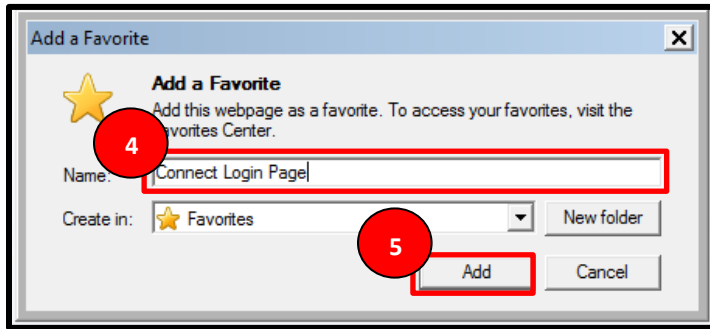 Add a Favorite
Add a Favorite
Add this webpage as a favorite. To access your favorites, visit the
Favorites Center.
4
Name: Connect Login Page
Create in: Favorites New folder
5
Add Cancel